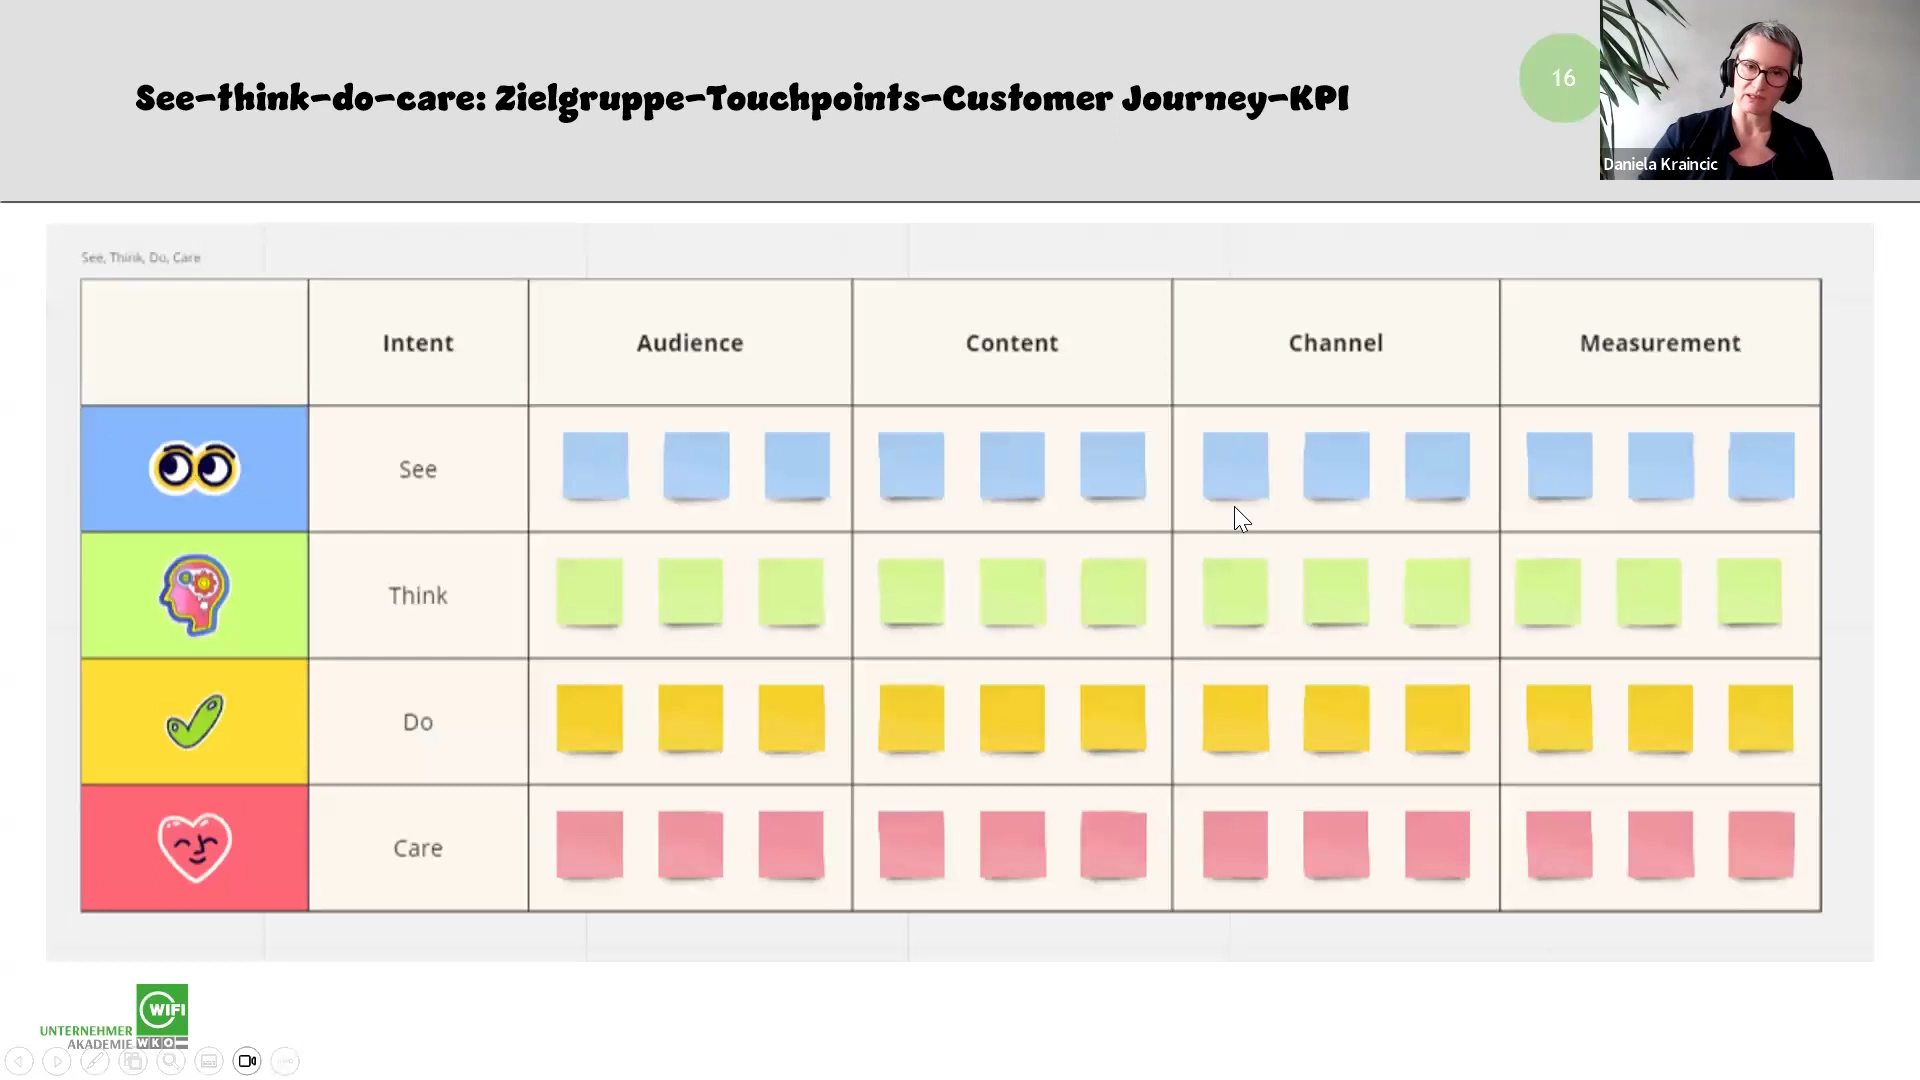 See-think-do-care: Zielgruppe-Touchpoints-Customer Journey-KPI
16
Daniela Kraincic
See, Think, Do, Care
Intent
Audience
Content
Channel
Measurement
See
Think
Do
Care
WIFI
UNTERNEHMER
AKADEMIE WKO